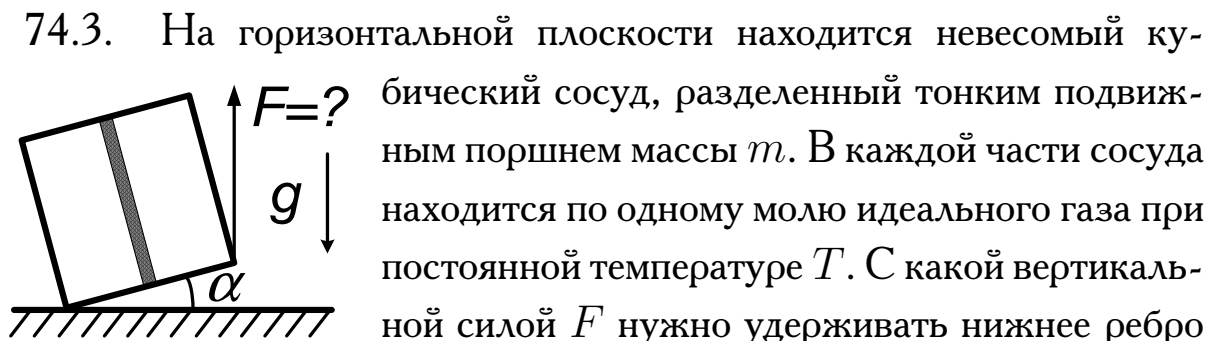 74.3. На горизонтальной плоскости находится невесомый ку-
бический сосуд, разделенный тонким подвиж-
ным поршнем массы m. В каждой части сосуда
находится по одному молю идеального газа при
постоянной температуре T. С какой вертикаль-
ной силой F нужно удерживать нижнее ребро
F=?
g
α